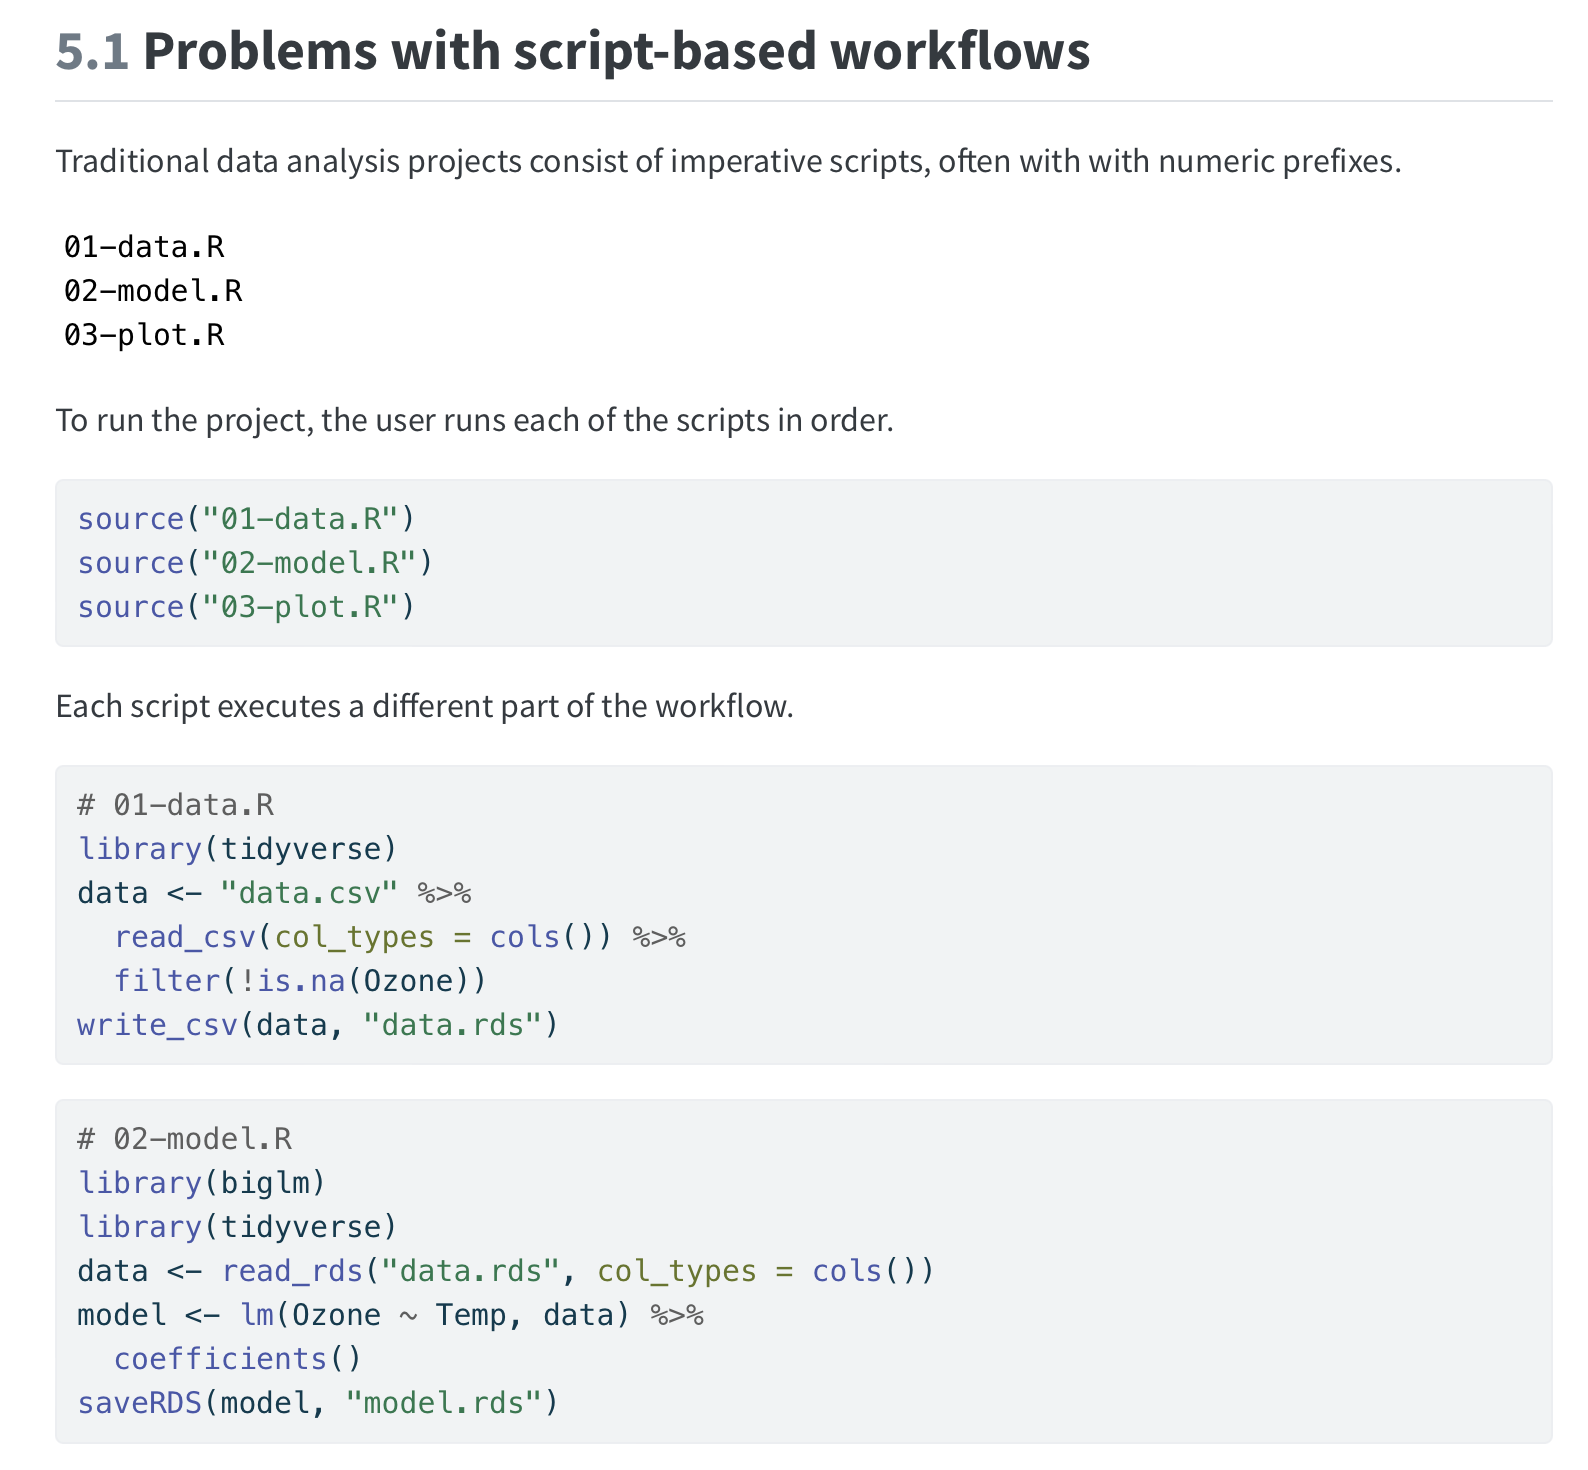 5.1 Problems with script-based workflows
Traditional data analysis projects consist of imperative scripts, often with with numeric prefixes.
01-data.R
02-model.R
03-plot.R
To run the project, the user runs each of the scripts in order.
source("01-data.R")
source("02-model.R")
source("03-plot.R")
Each script executes a different part of the workflow.
# 01-data.R
library(tidyverse)
data <- "data.csv" %>%
  read_csv(col_types = cols()) %>%
  filter(!is.na(Ozone))
write_csv(data, "data.rds")
# 02-model.R
library(biglm)
library(tidyverse)
data <- read_rds("data.rds", col_types = cols())
model <- lm(Ozone ~ Temp, data) %>%
  coefficients()
saveRDS(model, "model.rds")